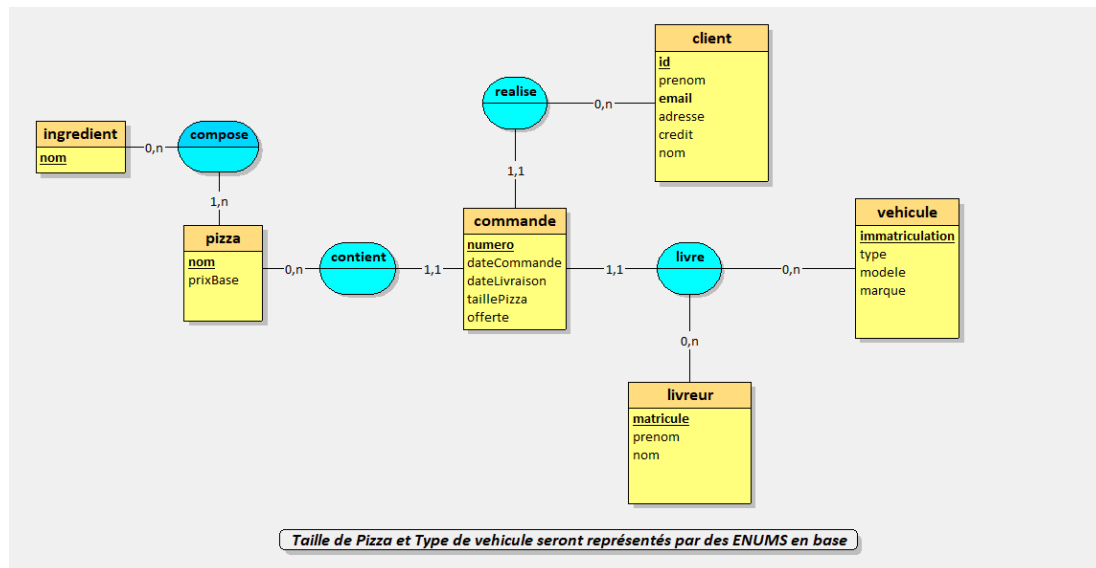 client
id
prenom
email
adresse
credit
nom
realise
0,n
1,1
ingredient
nom
0,n
compose
1,n
pizza
nom
prixBase
0,n
contient
1,1
commande
numero
dateCommande
dateLivraison
taillePizza
offerte
1,1
livre
0,n
vehicule
immatriculation
type
modele
marque
0,n
livreur
matricule
prenom
nom
Taille de Pizza et Type de vehicule seront représentés par des ENUMS en base